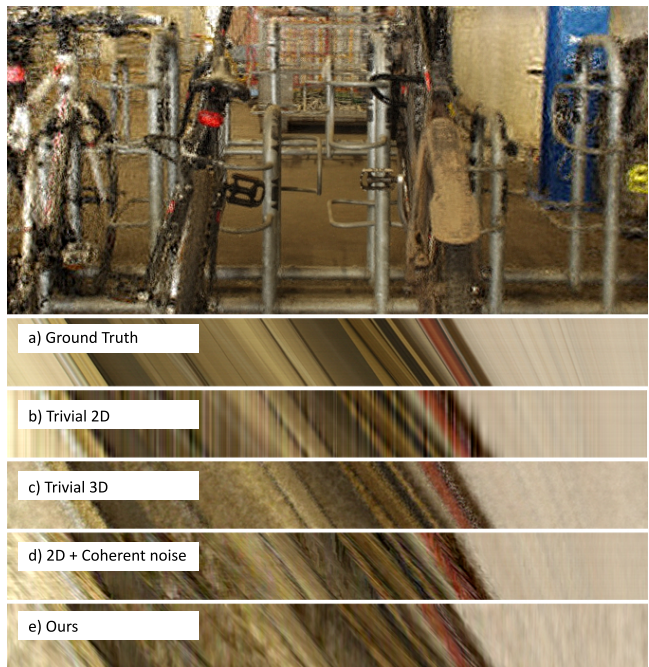 a) Ground Truth
b) Trivial 2D
c) Trivial 3D
d) 2D + Coherent noise
e) Ours